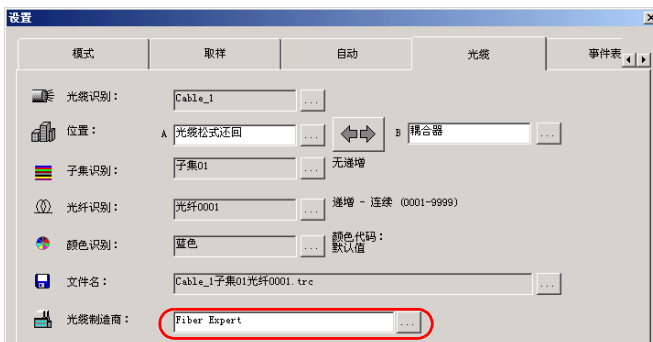 设置
模式 取样 自动 光缆 事件表
光缆识别： Cable_1 ...
位置： A 光缆松式还回 ... B 耦合器 ...
子集识别： 子集01 ... 无递增
光纤识别： 光纤0001 ... 递增 - 连续 (0001-9999)
颜色识别： 蓝色 ... 颜色代码：
默认值
文件名： Cable_1子集01光纤0001.trc ...
光缆制造商： Fiber Expert ...